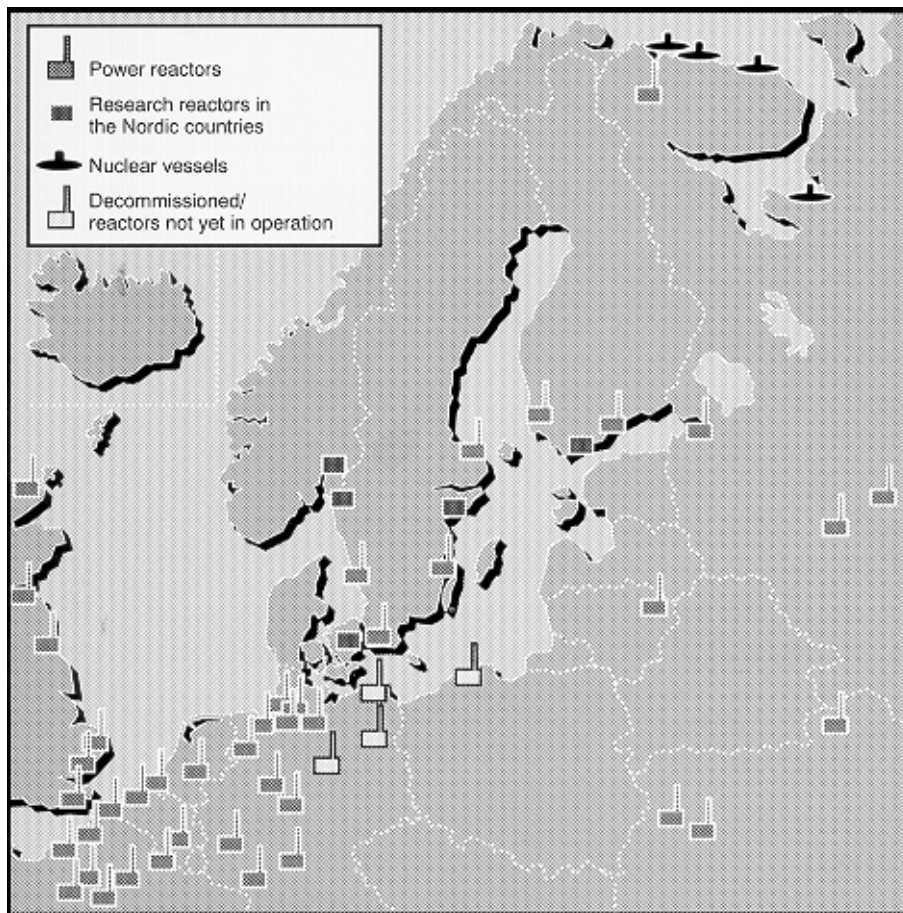 Power reactors
Research reactors in
the Nordic countries
Nuclear vessels
Decommissioned/
reactors not yet in operation